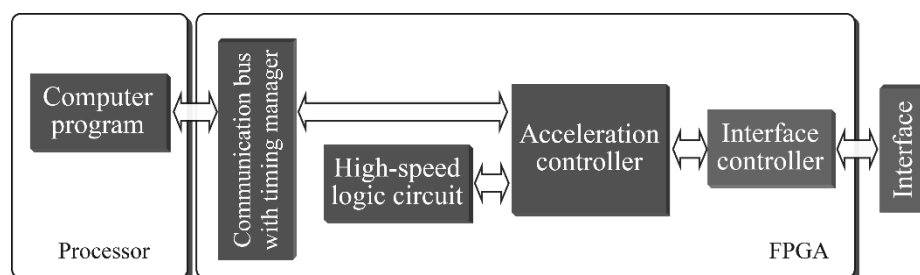 Computer
program
Processor
Communication bus
with timing manager
High-speed
logic circuit
Acceleration
controller
Interface
controller
FPGA
Interface